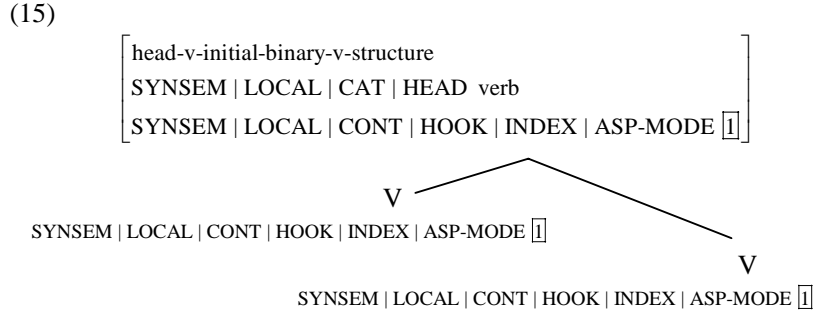 (15)
head-v-initial-binary-v-structure
SYNSEM | LOCAL | CAT | HEAD verb
SYNSEM | LOCAL | CONT | HOOK | INDEX | ASP-MODE 1
V
SYNSEM | LOCAL | CONT | HOOK | INDEX | ASP-MODE 1
V
SYNSEM | LOCAL | CONT | HOOK | INDEX | ASP-MODE 1